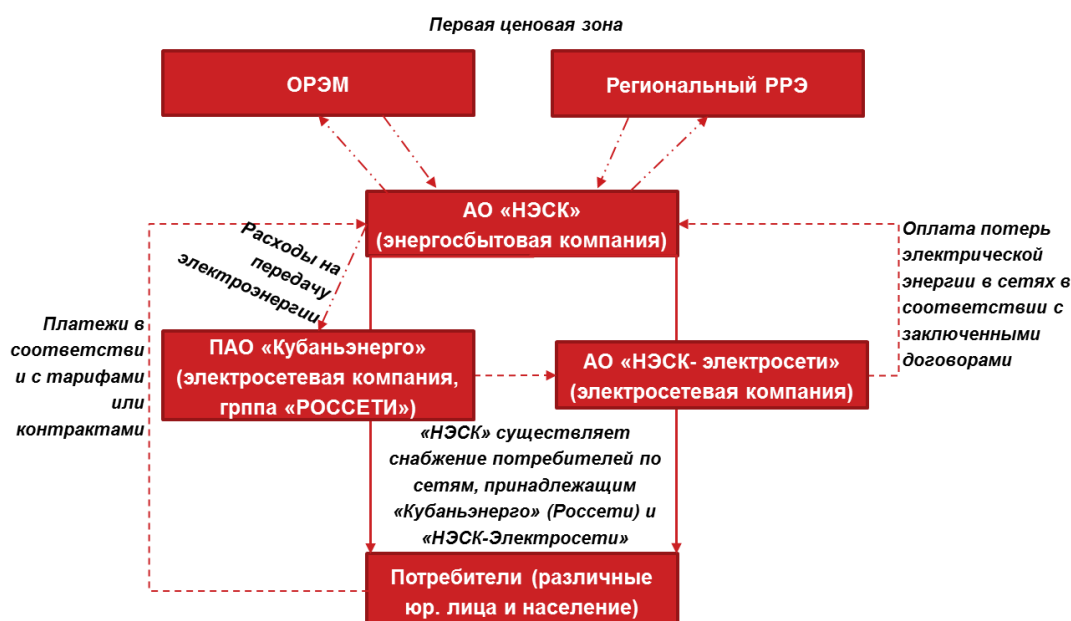 Первая ценовая зона
ОРЭМ
Региональный РРЭ
АО «НЭСК»
(энергосбытовая компания)
Расходы на
передачу
электроэнергии
Оплата потерь
электрической
энергии в сетях в
соответствии с
заключенными
договорами
Платежи в
соответстви
и с тарифами
или
контрактами
ПАО «Кубаньэнерго»
(электросетевая компания,
грппа «РОССЕТИ»)
АО «НЭСК- электросети»
(электросетевая компания)
«НЭСК» существляет
снабжение потребителей по
сетям, принадлежащим
«Кубаньэнерго» (Россети) и
«НЭСК-Электросети»
Потребители (различные
юр. лица и население)